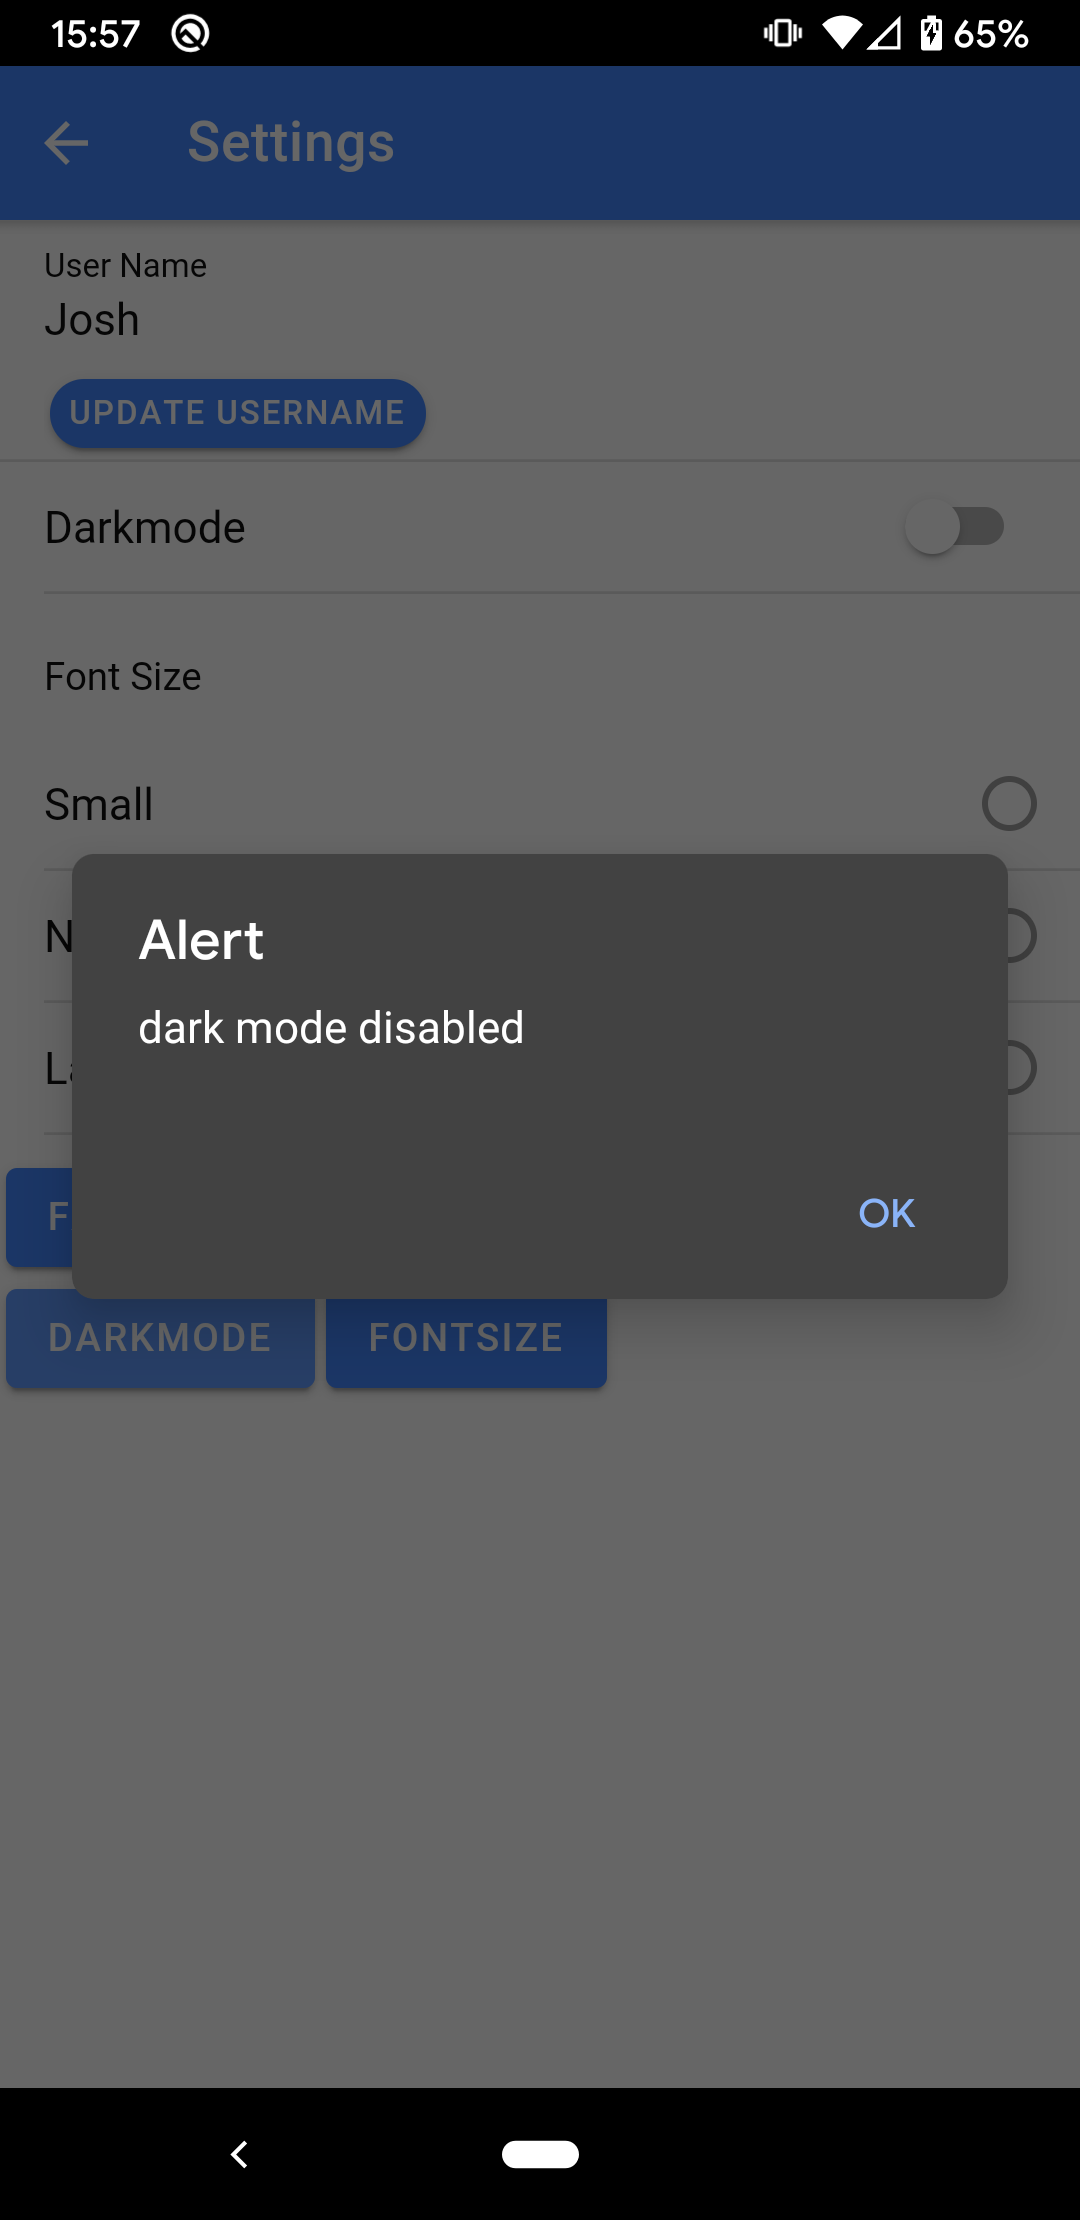 15:57
65%
Settings
User Name
Josh
UPDATE USERNAME
Darkmode
Font Size
Small
Alert
dark mode disabled
OK
DARKMODE FONTSIZE